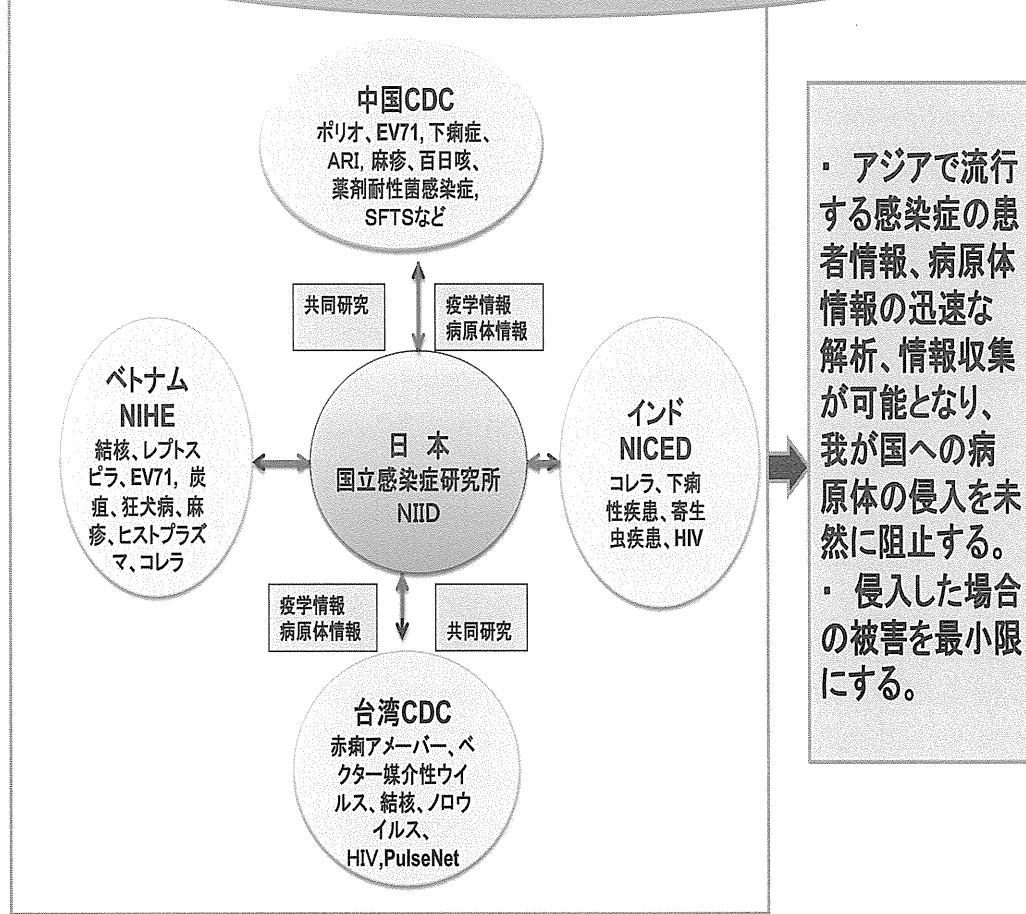 中国CDC
ポリオ、EV71, 下痢症、
ARI, 麻疹、百日咳、
薬剤耐性菌感染症,
SFTSなど
共同研究
疫学情報
病原体情報
ベトナム
NIHE
結核、レプトス
ピラ、EV71, 炭
疽、狂犬病、麻
疹、ヒストプラズ
マ、コレラ
日 本
国立感染症研究所
NIID
インド
NICED
コレラ、下痢
性疾患、寄生
虫疾患、HIV
疫学情報
病原体情報
共同研究
台湾CDC
赤痢アメーバー、ベ
クター媒介性ウイ
ルス、結核、ノロウ
イルス、
HIV,PulseNet
・ アジアで流行
する感染症の患
者情報、病原体
情報の迅速な
解析、情報収集
が可能となり、
我が国への病
原体の侵入を未
然に阻止する。
・ 侵入した場合
の被害を最小限
にする。